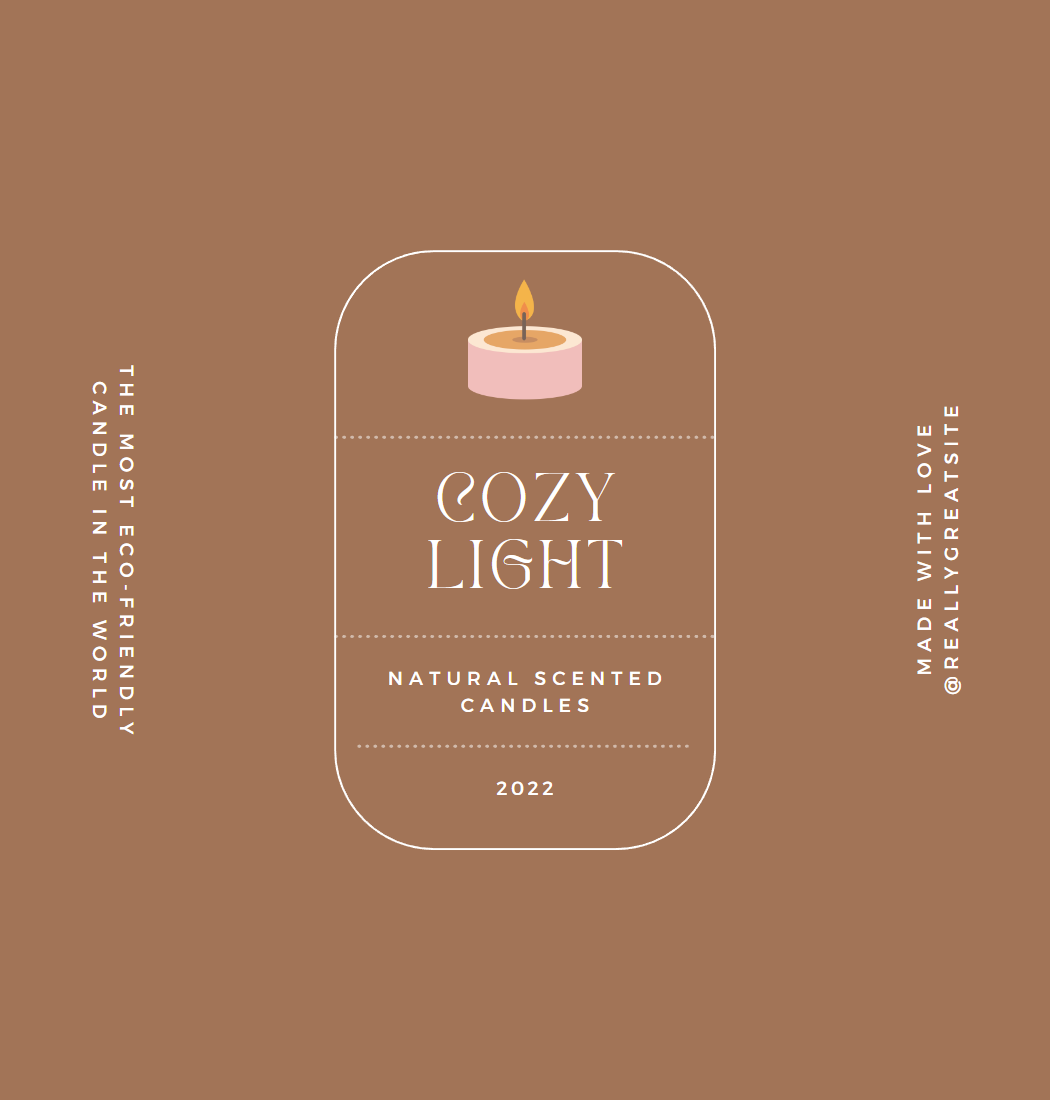 THE MOST ECO-FRIENDLY
CANDLE IN THE WORLD
COZY
LIGHT
NATURAL SCENTED
CANDLES
2022
MADE WITH LOVE
@REALLYGREATSITE